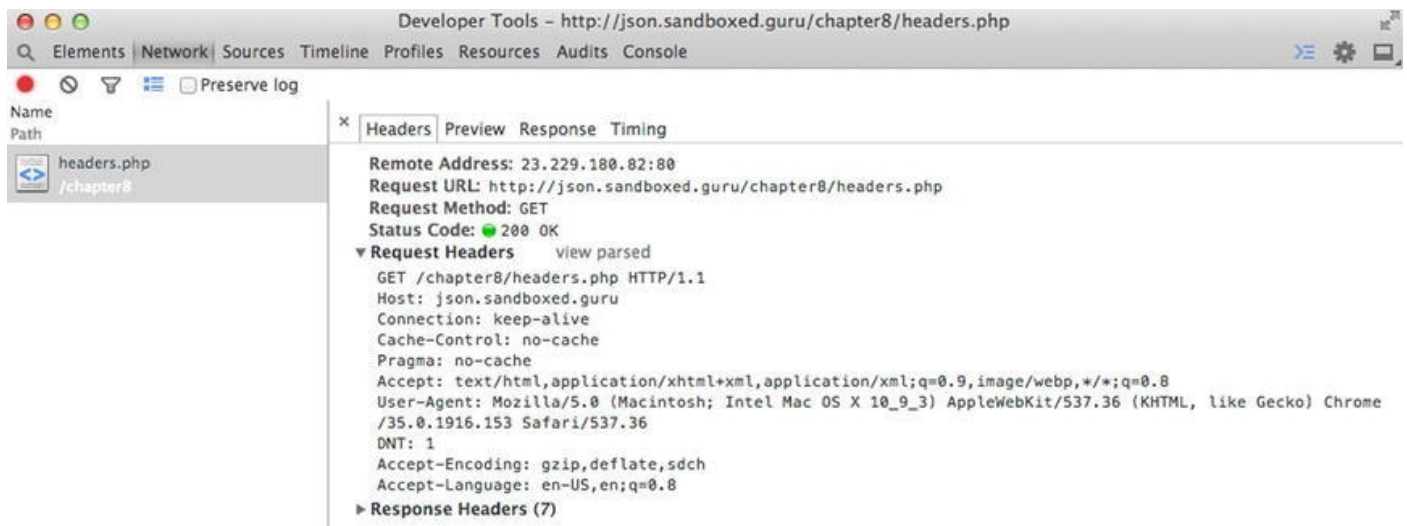 Developer Tools – http://json.sandboxed.guru/chapter8/headers.php
Elements Network Sources Timeline Profiles Resources Audits Console
Preserve log
Name
Path
headers.php
/chapter8
× Headers Preview Response Timing
Remote Address: 23.229.180.82:80
Request URL: http://json.sandboxed.guru/chapter8/headers.php
Request Method: GET
Status Code: 200 OK
Request Headers view parsed
GET /chapter8/headers.php HTTP/1.1
Host: json.sandboxed.guru
Connection: keep-alive
Cache-Control: no-cache
Pragma: no-cache
Accept: text/html,application/xhtml+xml,application/xml;q=0.9,image/webp,*/*;q=0.8
User-Agent: Mozilla/5.0 (Macintosh; Intel Mac OS X 10_9_3) AppleWebKit/537.36 (KHTML, like Gecko) Chrome
/35.0.1916.153 Safari/537.36
DNT: 1
Accept-Encoding: gzip,deflate,sdch
Accept-Language: en-US,en;q=0.8
Response Headers (7)